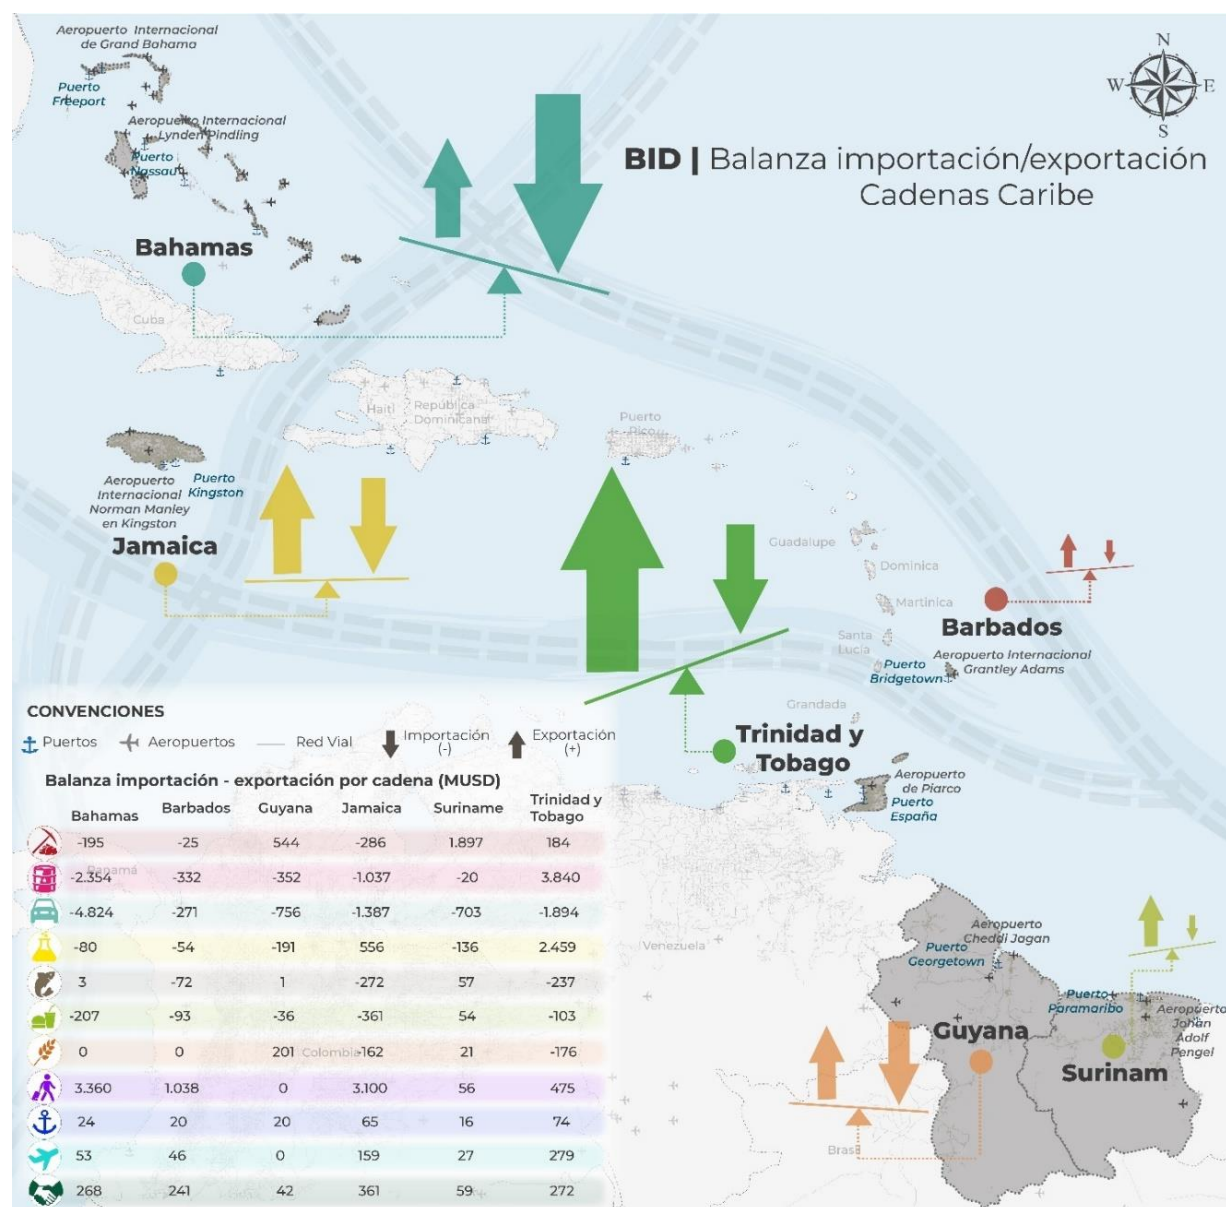 Aeropuerto Internacional
de Grand Bahama
Puerto
Freeport
Aeropuerto Internacional
Lynden Pindling
Puerto
Nassau
Bahamas
Cuba
N
W E
S
BID | Balanza importación/exportación
Cadenas Caribe
Haití
República
Dominicana
Puerto
Rico
Aeropuerto
Internacional
Norman Manley
en Kingston
Puerto
Kingston
Jamaica
Guadalupe
Dominica
Martinica
Santa
Lucía
Barbados
Aeropuerto Internacional
Grantley Adams
Puerto
Bridgetown
Grandada
Trinidad y
Tobago
Aeropuerto
de Piarco
Puerto
España
Venezuela
Aeropuerto
Cheddi Jagan
Puerto
Georgetown
Puerto
Paramaribo
Aeropuerto
Johan
Adolf
Pengel
Guyana
Surinam
Brasil
CONVENCIONES
Puertos Aeropuertos Red Vial Importación (-) Exportación (+)
Balanza importación - exportación por cadena (MUSD)
Bahamas Barbados Guyana Jamaica Suriname Trinidad y Tobago
-195 -25 544 -286 1.897 184
Panamá
-2.354 -332 -352 -1.037 -20 3.840
-4.824 -271 -756 -1.387 -703 -1.894
-80 -54 -191 556 -136 2.459
3 -72 1 -272 57 -237
-207 -93 -36 -361 54 -103
0 0 201 Colombia -162 21 -176
3.360 1.038 0 3.100 56 475
24 20 20 65 16 74
53 46 0 159 27 279
268 241 42 361 59 272